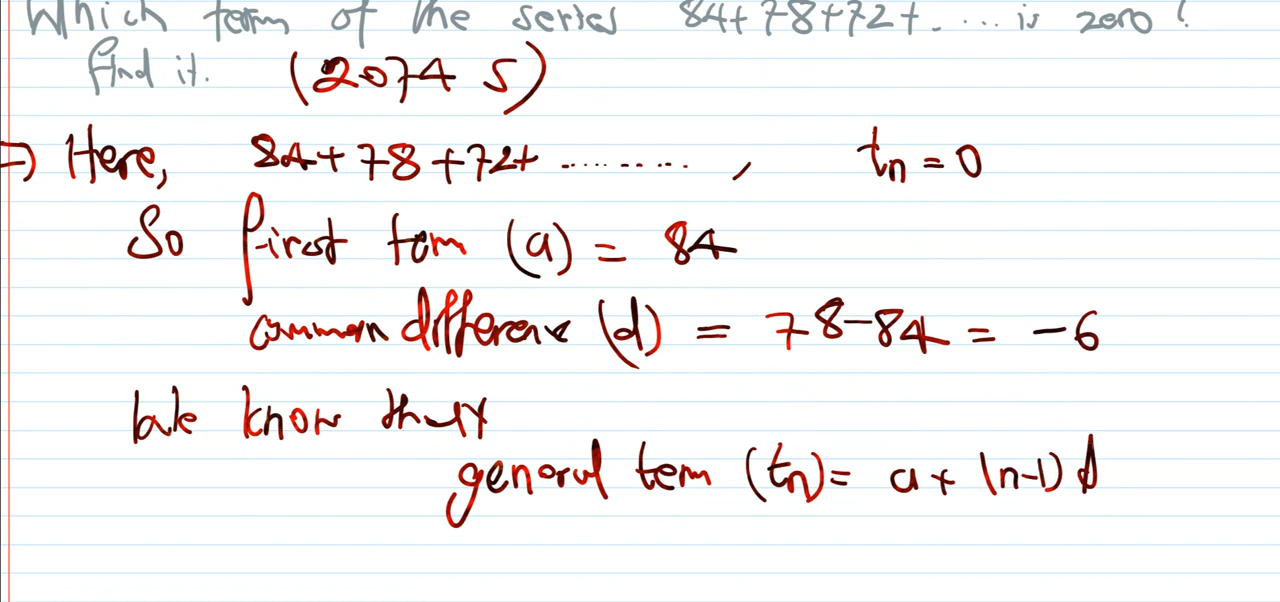 Which term of the series 84+78+72+. ... is zero?
find it. (2074 S)
⇒ Here, 84+78+72+ .........., tn = 0
So first term (a) = 84
common difference (d) = 78-84 = -6
We know that
general term (tn) = a + (n-1) d